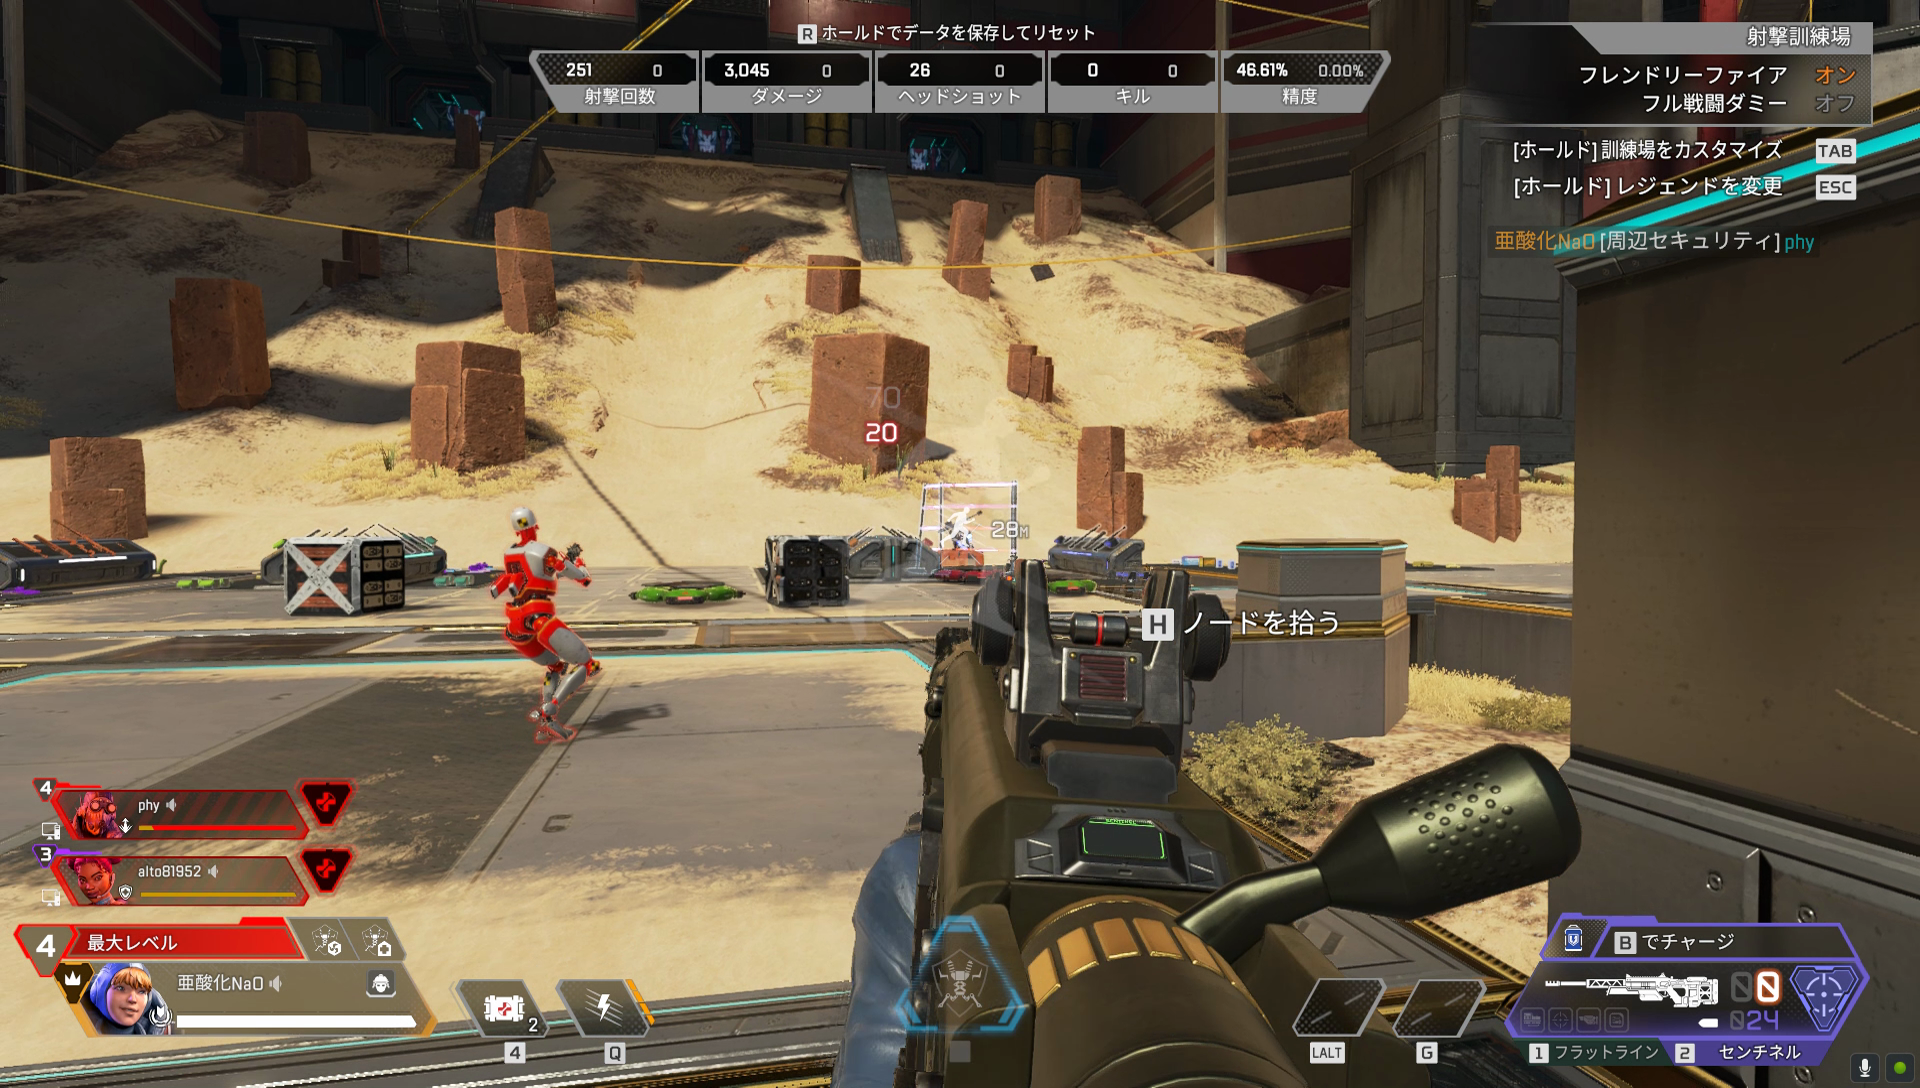 R ホールドでデータを保存してリセット
251 0 3,045 0 26 0 0 0 46.61% 0.00%
射撃回数 ダメージ ヘッドショット キル 精度
射撃訓練場
フレンドリーファイア オン
フル戦闘ダミー オフ
[ホールド]訓練場をカスタマイズ TAB
[ホールド]レジェンドを変更 ESC
亜酸化NaO[周辺セキュリティ]phy
70
20
28M
H ノードを拾う
4
phy
3
alto81952
4 最大レベル
亜酸化NaO
2
4 Q
LALT G
B でチャージ
00
024
1 フラットライン 2 センチネル